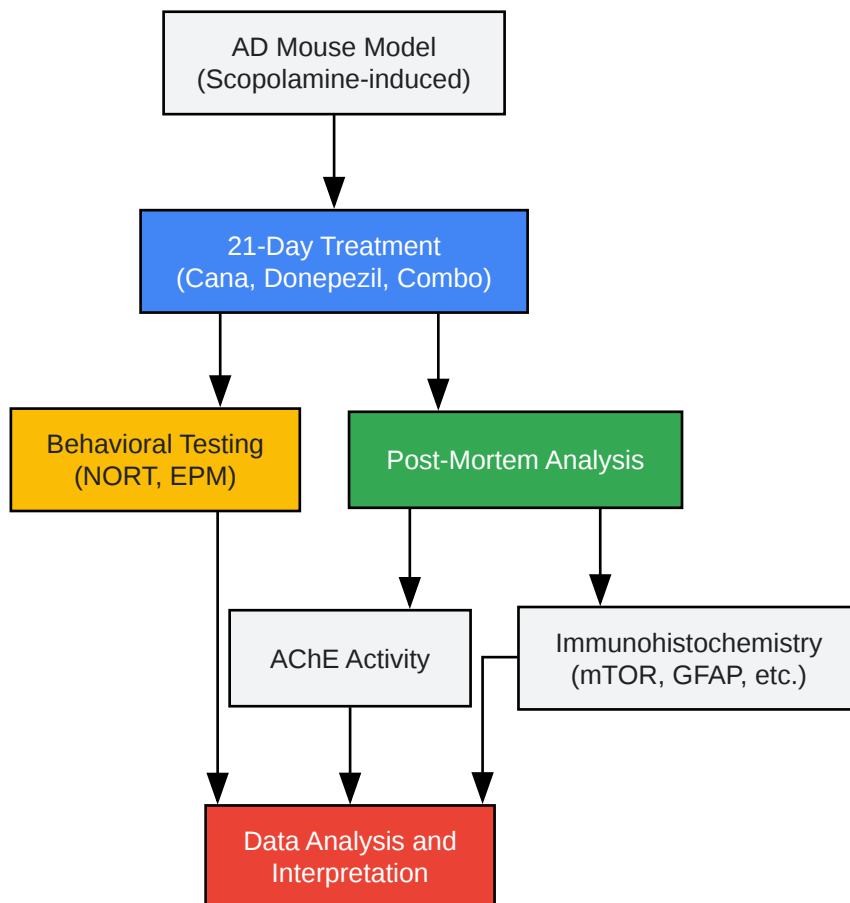 AD Mouse Model
(Scopolamine-induced)
21-Day Treatment
(Cana, Donepezil, Combo)
Behavioral Testing
(NORT, EPM)
Post-Mortem Analysis
AChE Activity
Immunohistochemistry
(mTOR, GFAP, etc.)
Data Analysis and
Interpretation